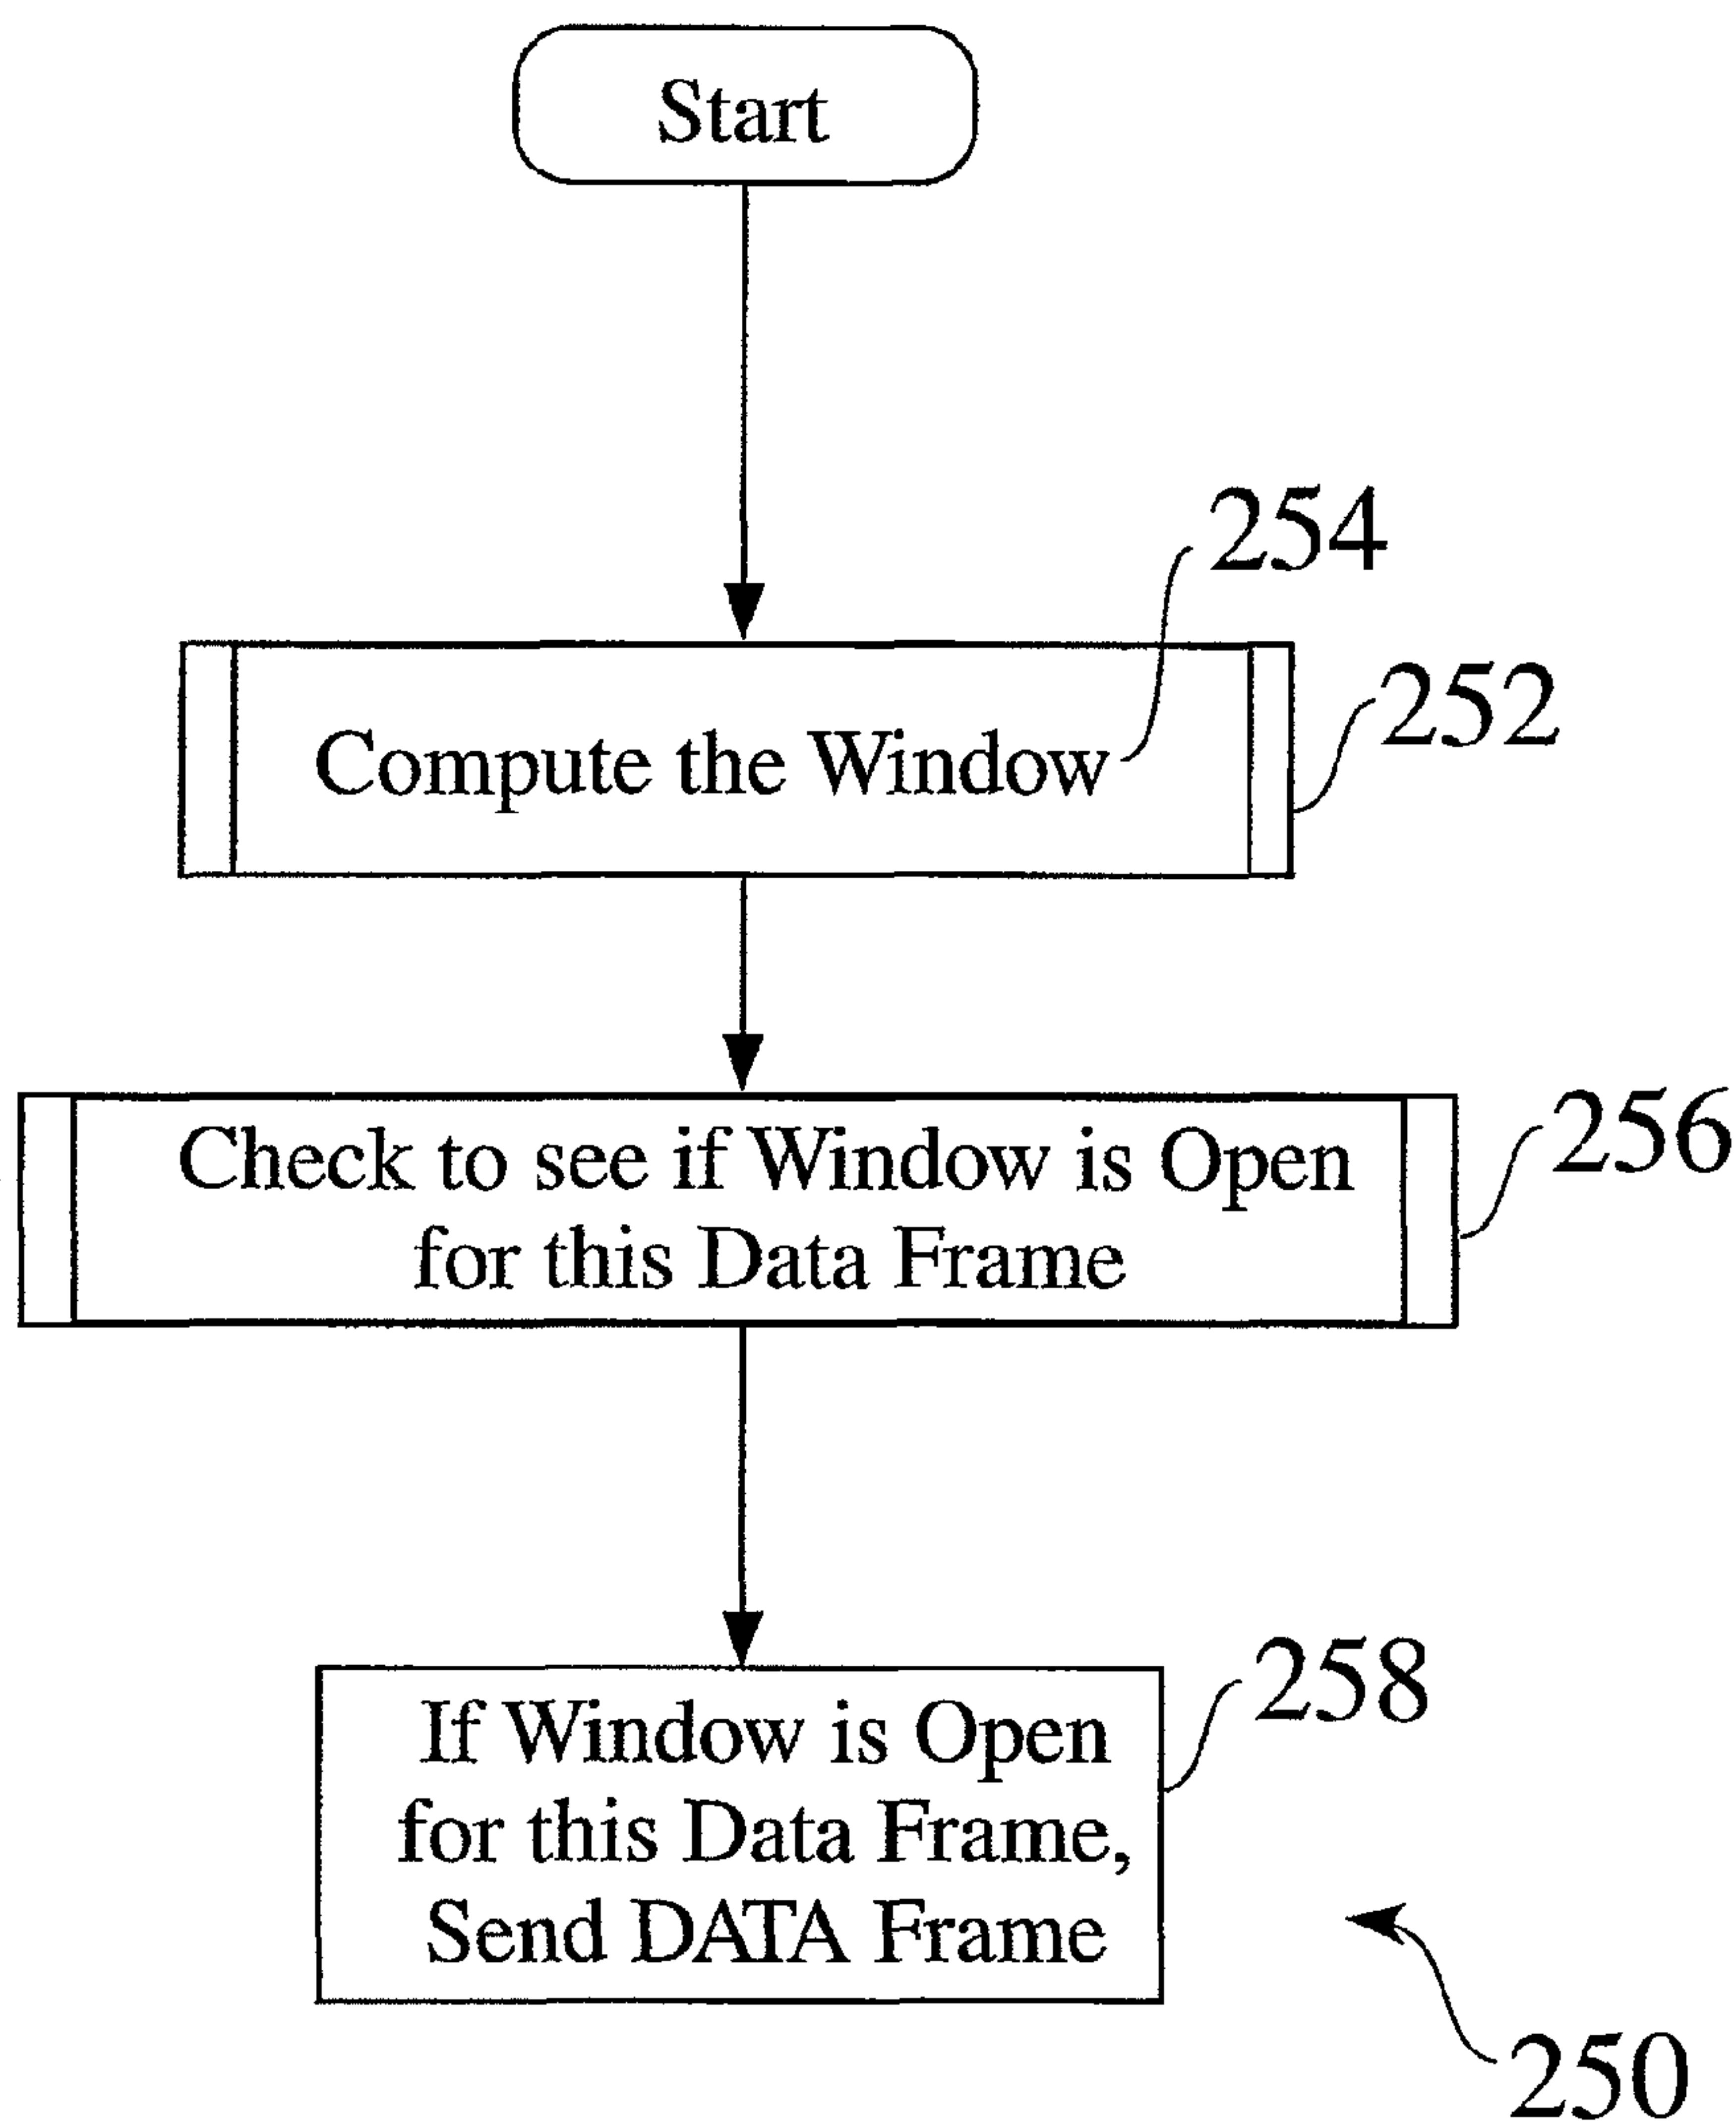 Start
254
252
Compute the Window
256
Check to see if Window is Open
for this Data Frame
258
If Window is Open
for this Data Frame,
Send DATA Frame
250